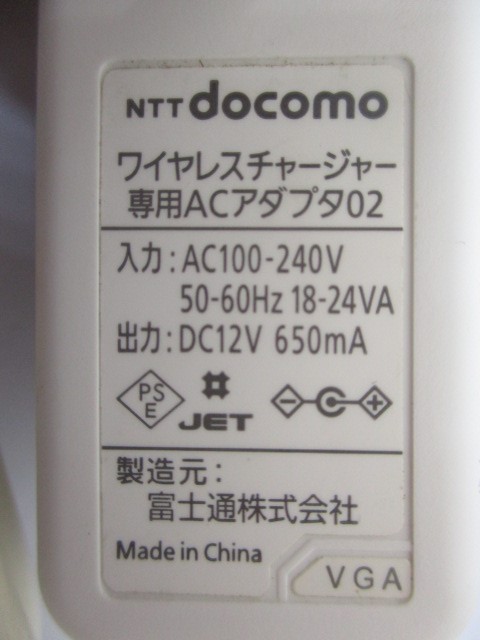 NTT docomo
ワイヤレスチャージャー
専用ACアダプタ02
入力:AC100-240V
50-60Hz 18-24VA
出力:DC12V 650mA
PS
E
JET
製造元:
富士通株式会社
Made in China
VGA